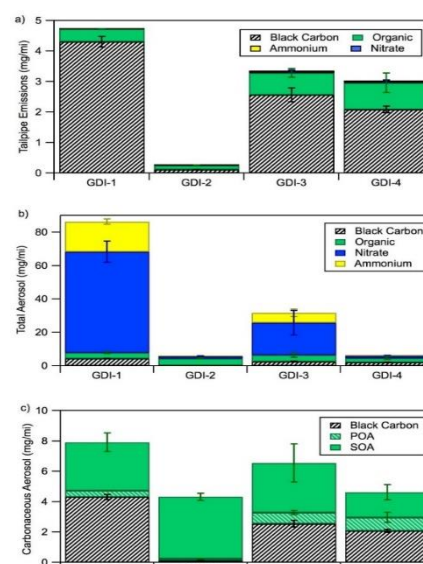 a)
Black Carbon Organic
Ammonium Nitrate
Tailpipe Emissions (mg/mi)
5
4
3
2
1
0
GDI-1 GDI-2 GDI-3 GDI-4
b)
Black Carbon
Organic
Nitrate
Ammonium
Total Aerosol (mg/mi)
80
60
40
20
0
GDI-1 GDI-2 GDI-3 GDI-4
c)
Black Carbon
POA
SOA
Carbonaceous Aerosol (mg/mi)
10
8
6
4
2
0